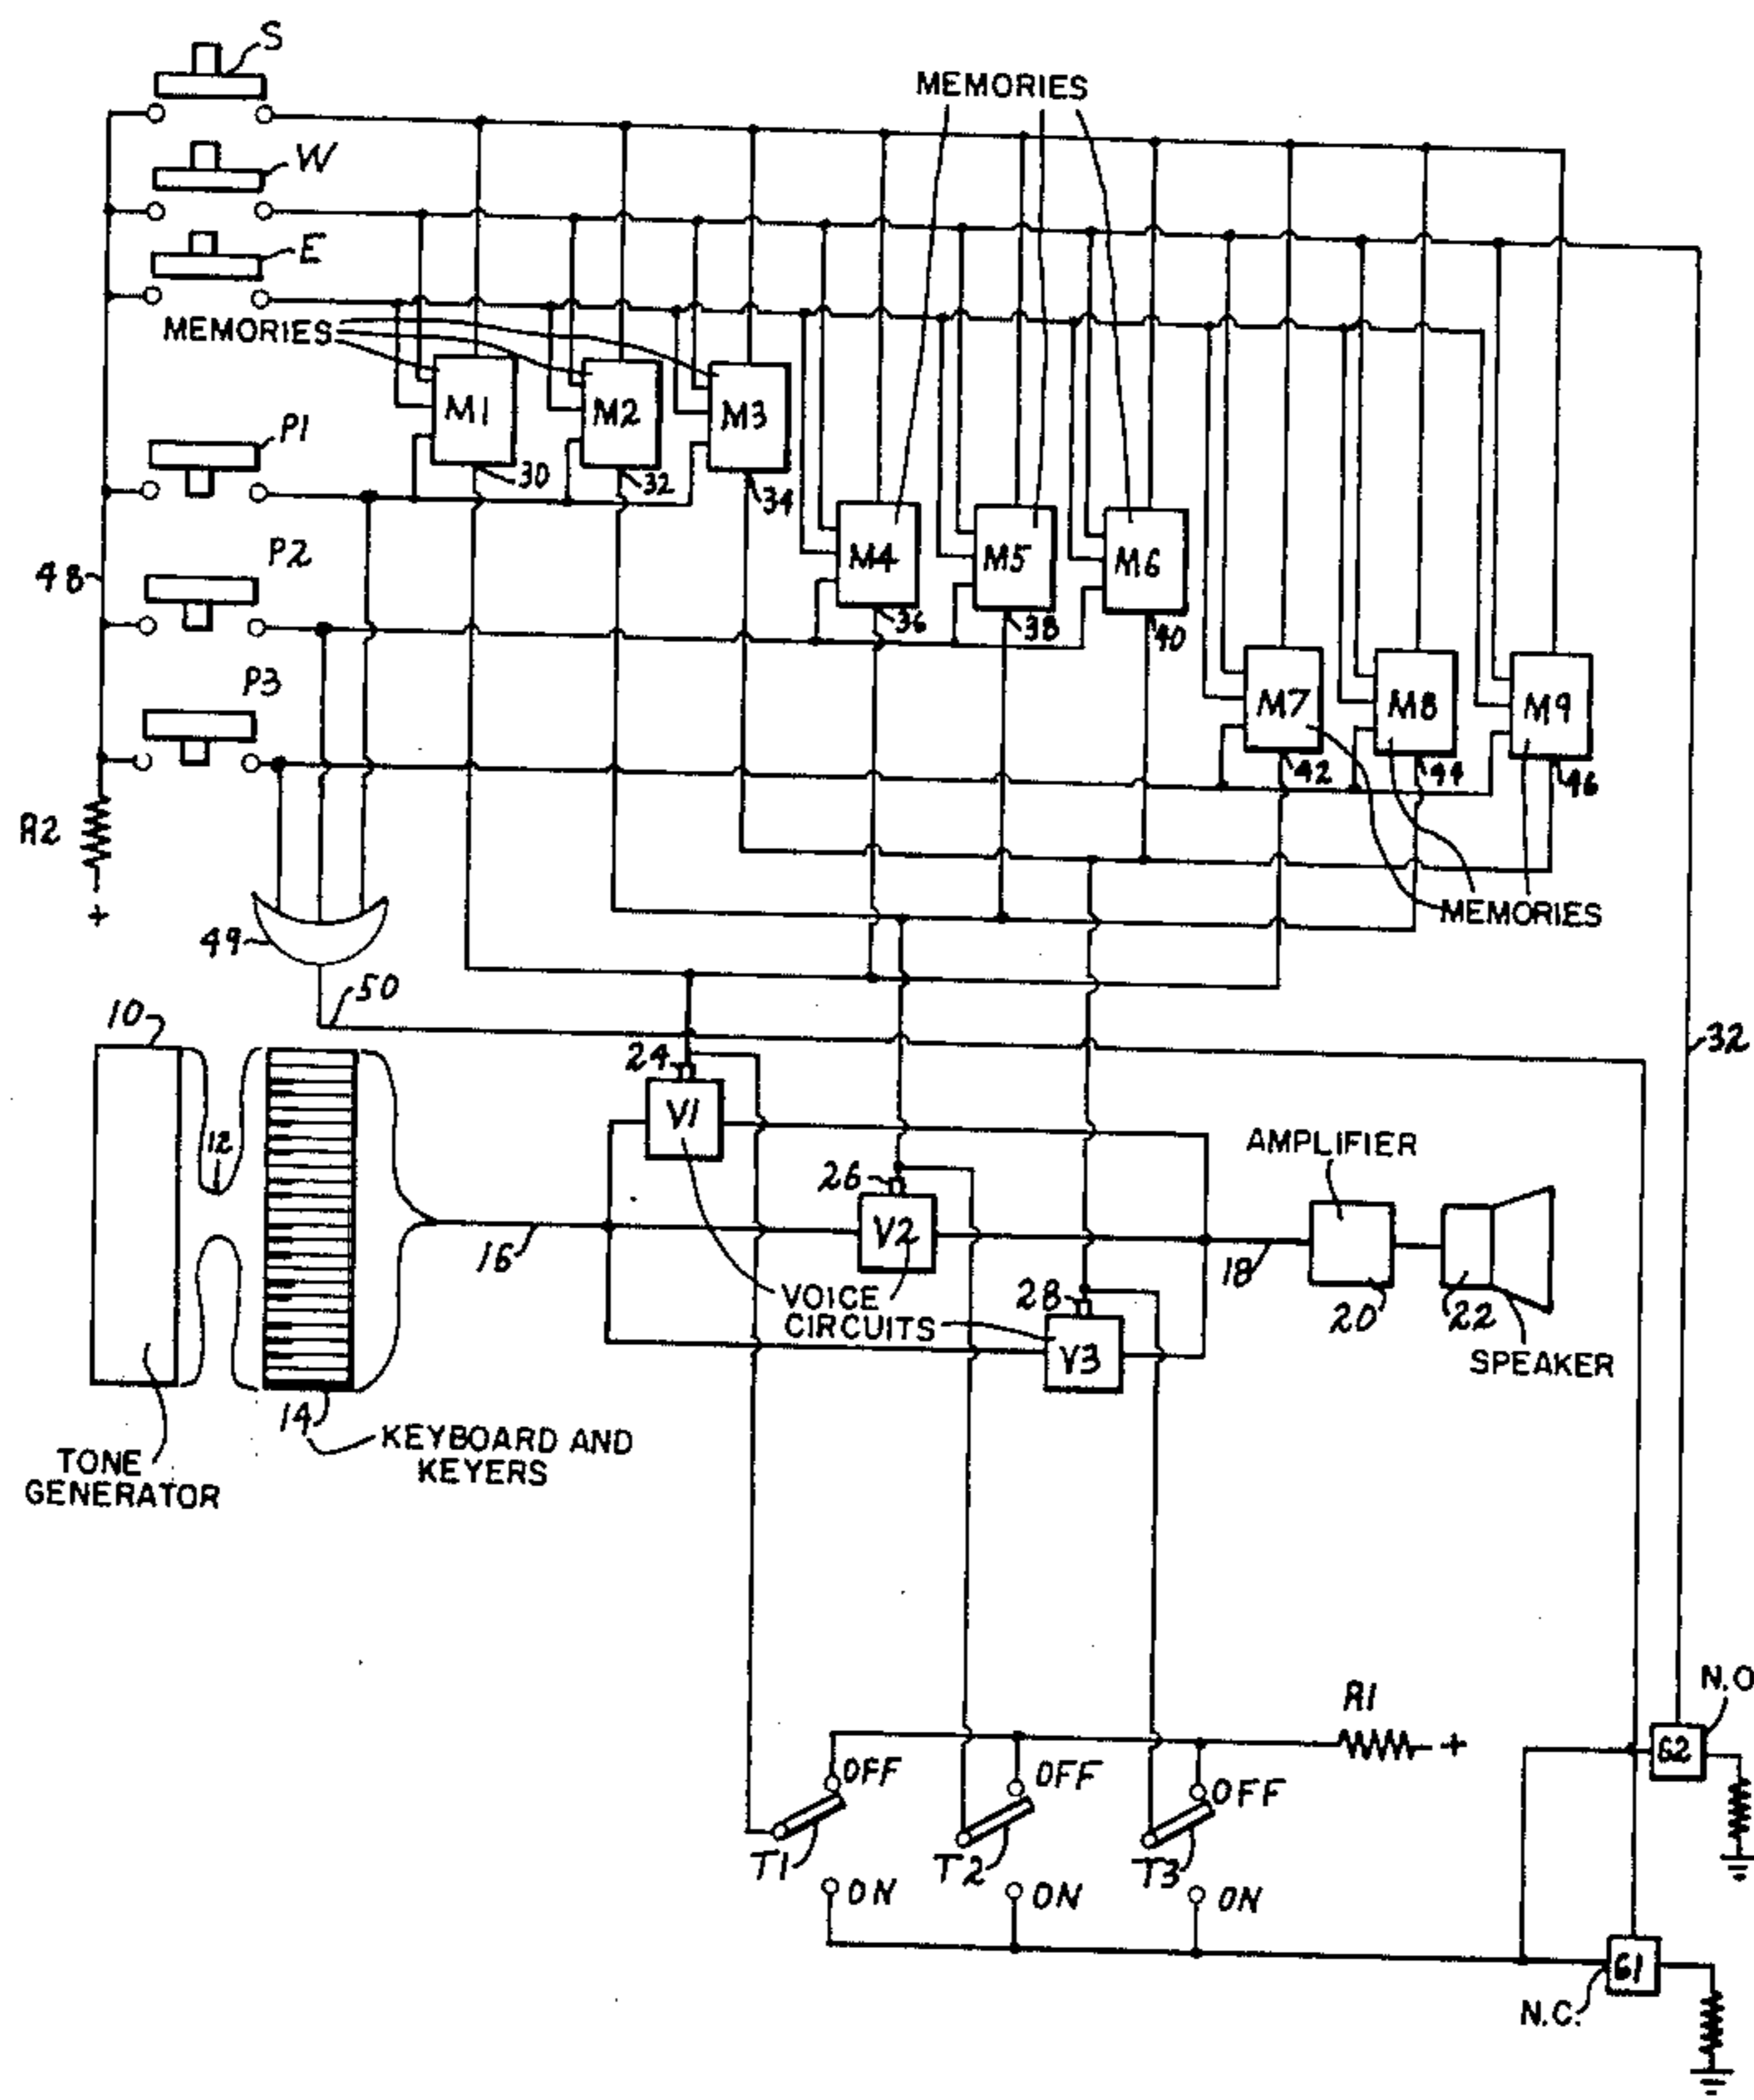 S
MEMORIES
W
E
MEMORIES
P1
M1
M2
M3
30
32
34
P2
48
M4
M5
M6
36
38
40
P3
M7
M8
M9
42
44
46
R2
+
MEMORIES
49
50
10
24
32
12
V1
AMPLIFIER
26
V2
16
18
VOICE
CIRCUITS
28
V3
20
22
SPEAKER
14
KEYBOARD AND
KEYERS
TONE
GENERATOR
N.O
R1
+
G2
OFF
OFF
OFF
T1
T2
T3
ON
ON
ON
G1
N.C.